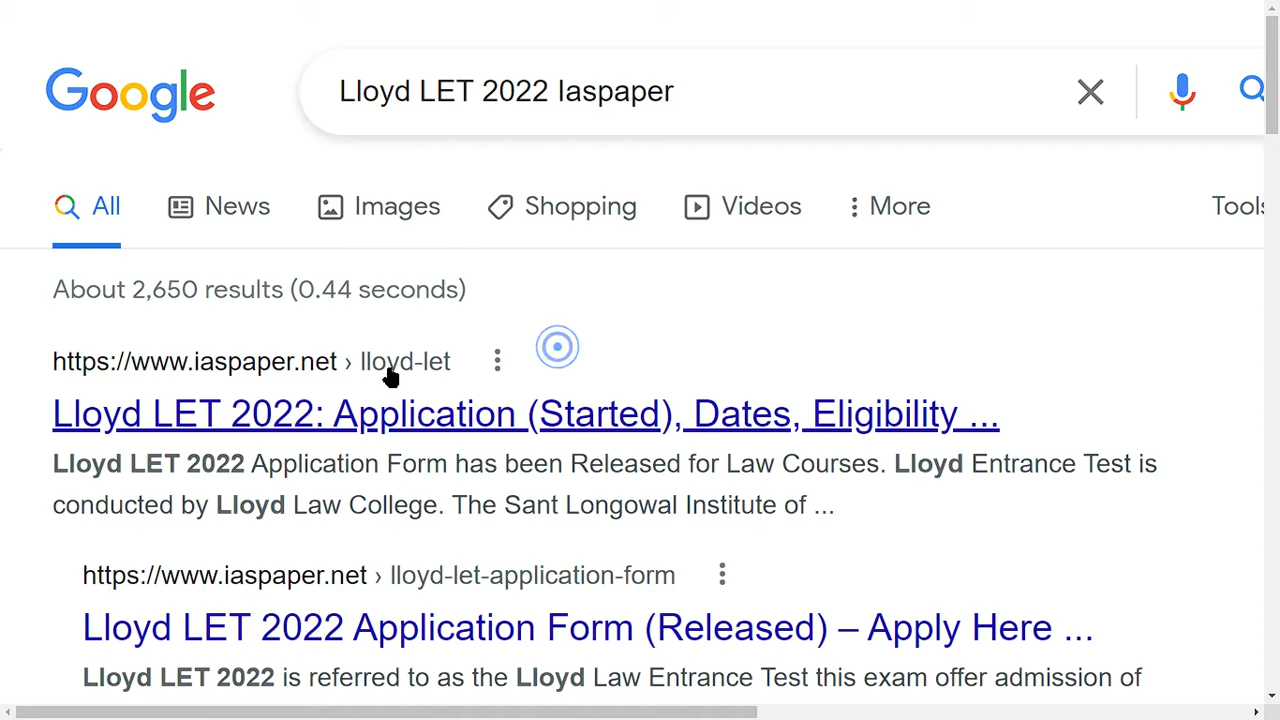 Google
Lloyd LET 2022 Iaspaper
All News Images Shopping Videos More Tools
About 2,650 results (0.44 seconds)
https://www.iaspaper.net › lloyd-let
Lloyd LET 2022: Application (Started), Dates, Eligibility ...
Lloyd LET 2022 Application Form has been Released for Law Courses. Lloyd Entrance Test is
conducted by Lloyd Law College. The Sant Longowal Institute of ...
https://www.iaspaper.net › lloyd-let-application-form
Lloyd LET 2022 Application Form (Released) – Apply Here ...
Lloyd LET 2022 is referred to as the Lloyd Law Entrance Test this exam offer admission of